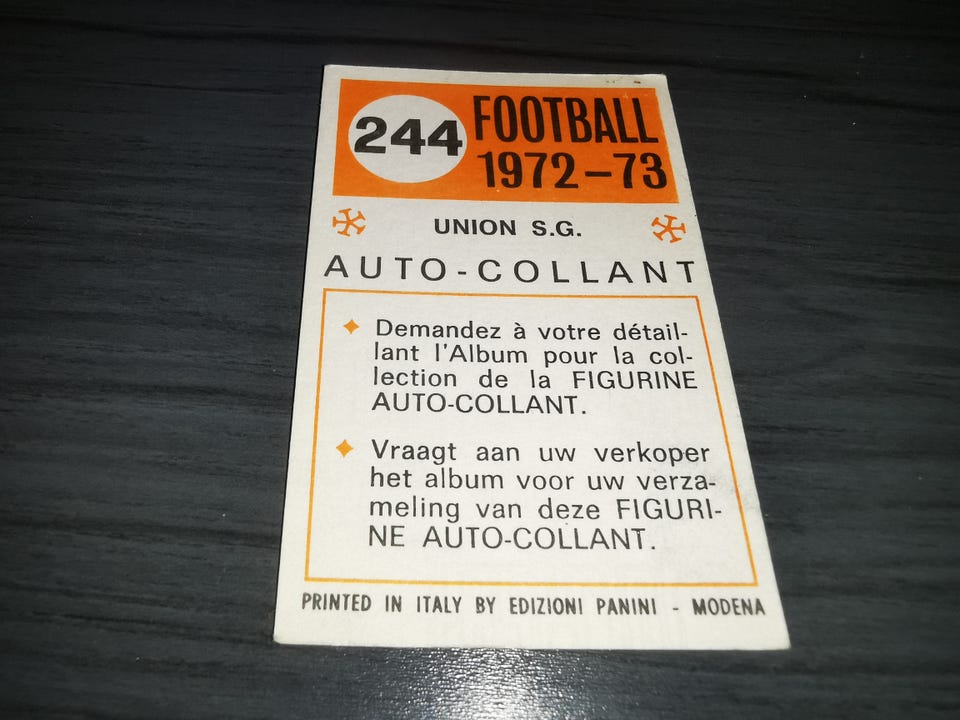 244
FOOTBALL
1972-73
UNION S.G.
AUTO-COLLANT
Demandez à votre détail-
lant l'Album pour la col-
lection de la FIGURINE
AUTO-COLLANT.
Vraagt aan uw verkoper
het album voor uw verza-
meling van deze FIGURI-
NE AUTO-COLLANT.
PRINTED IN ITALY BY EDIZIONI PANINI - MODENA